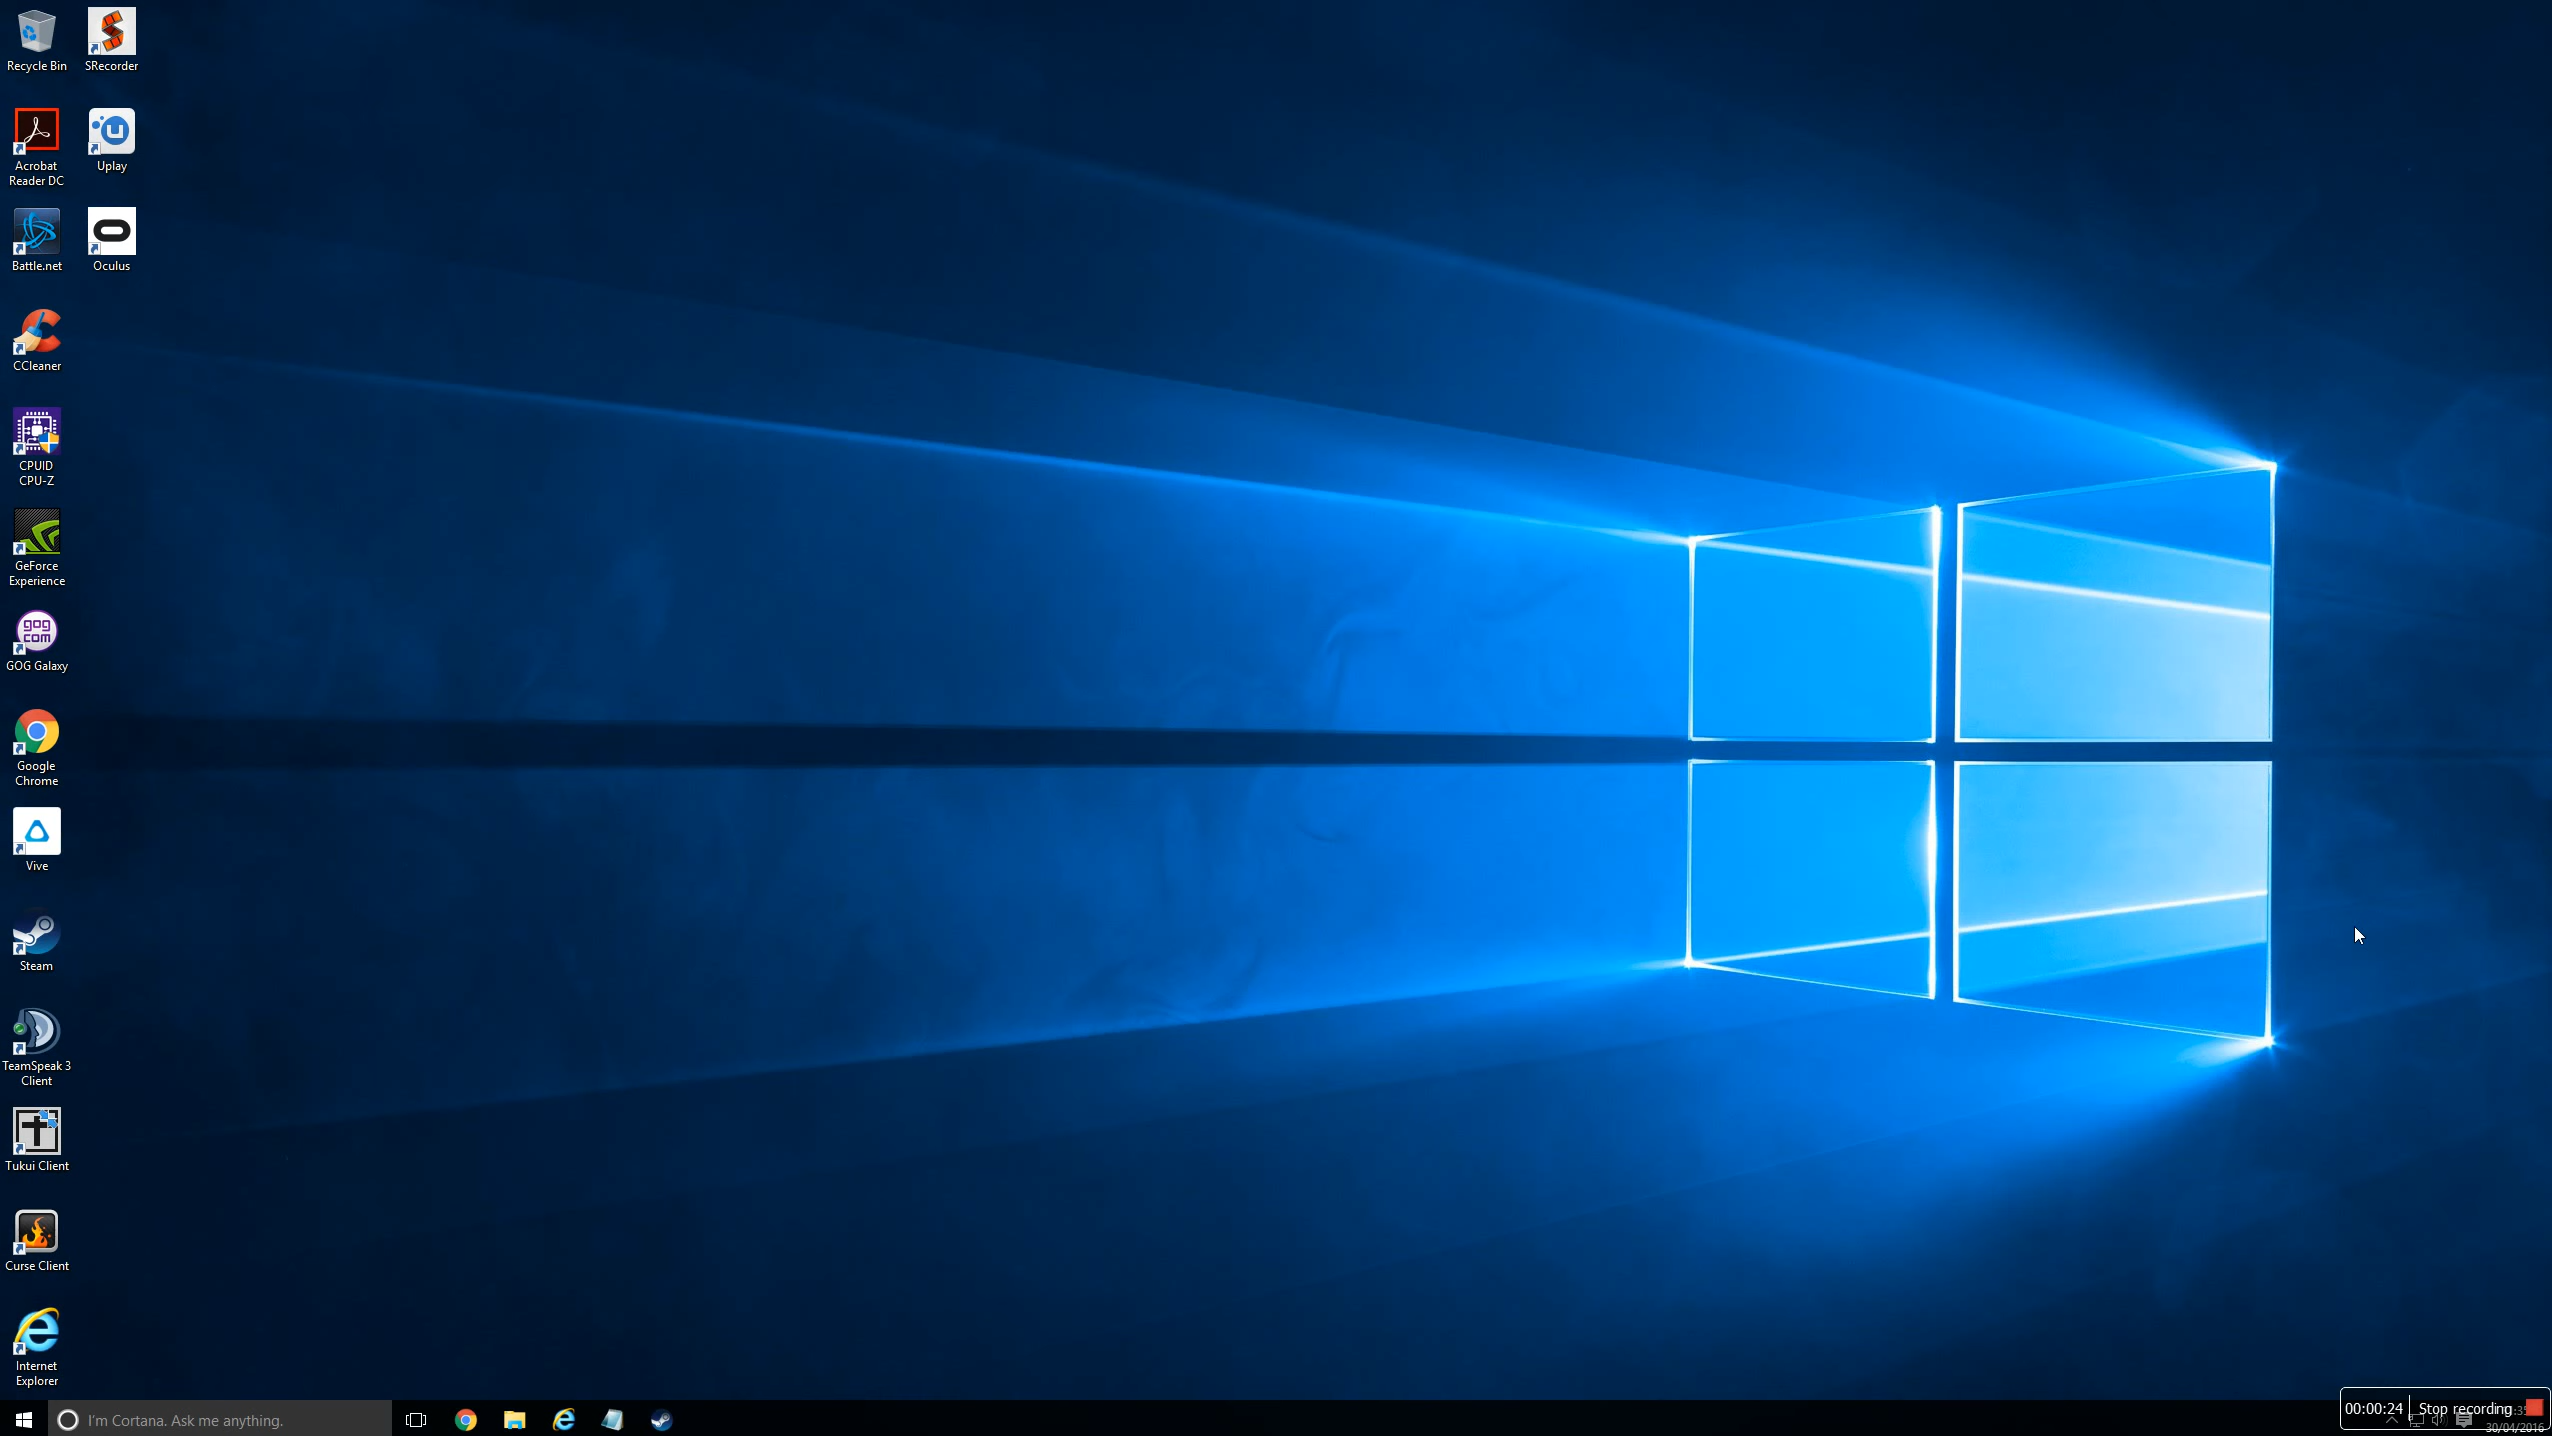 Recycle Bin
SRecorder
Acrobat
Reader DC
Uplay
Battle.net
Oculus
CCleaner
CPUID
CPU-Z
GeForce
Experience
gog
com
GOG Galaxy
Google
Chrome
Vive
Steam
TeamSpeak 3
Client
Tukui Client
Curse Client
Internet
Explorer
I'm Cortana. Ask me anything.
00:00:24
Stop recording
30/04/2016